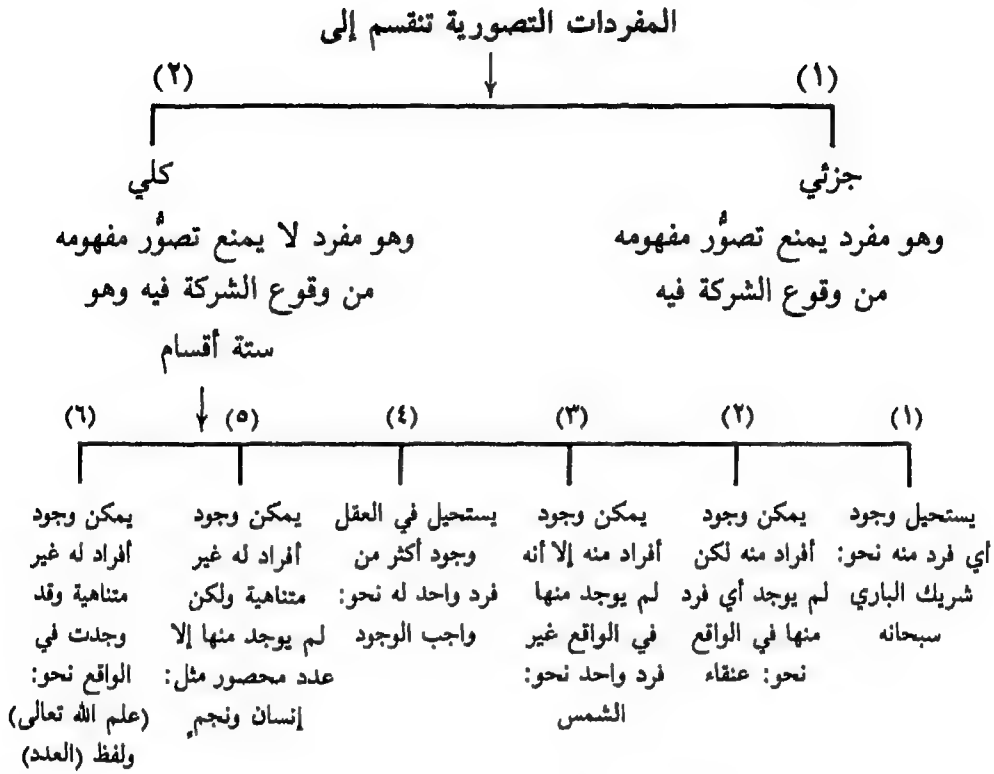 المفردات التصورية تنقسم إلى
(١)
(٢)
جزئي
وهو مفرد يمنع تصوُّر مفهومه
من وقوع الشركة فيه
كلي
وهو مفرد لا يمنع تصوُّر مفهومه
من وقوع الشركة فيه وهو
ستة أقسام
(١)
(٢)
(٣)
(٤)
(٥)
(٦)
يستحيل وجود
أي فرد منه نحو:
شريك الباري
سبحانه
يمكن وجود
أفراد منه لكن
لم يوجد أي فرد
منها في الواقع
نحو: عنقاء
يمكن وجود
أفراد منه إلا أنه
لم يوجد منها
في الواقع غير
فرد واحد نحو:
الشمس
يستحيل في العقل
وجود أكثر من
فرد واحد له نحو:
واجب الوجود
يمكن وجود
أفراد له غير
متناهية ولكن
لم يوجد منها إلا
عدد محصور مثل:
إنسان ونجمٍ
يمكن وجود
أفراد له غير
متناهية وقد
وجدت في
الواقع نحو:
(علم الله تعالى)
ولفظ (العدد)